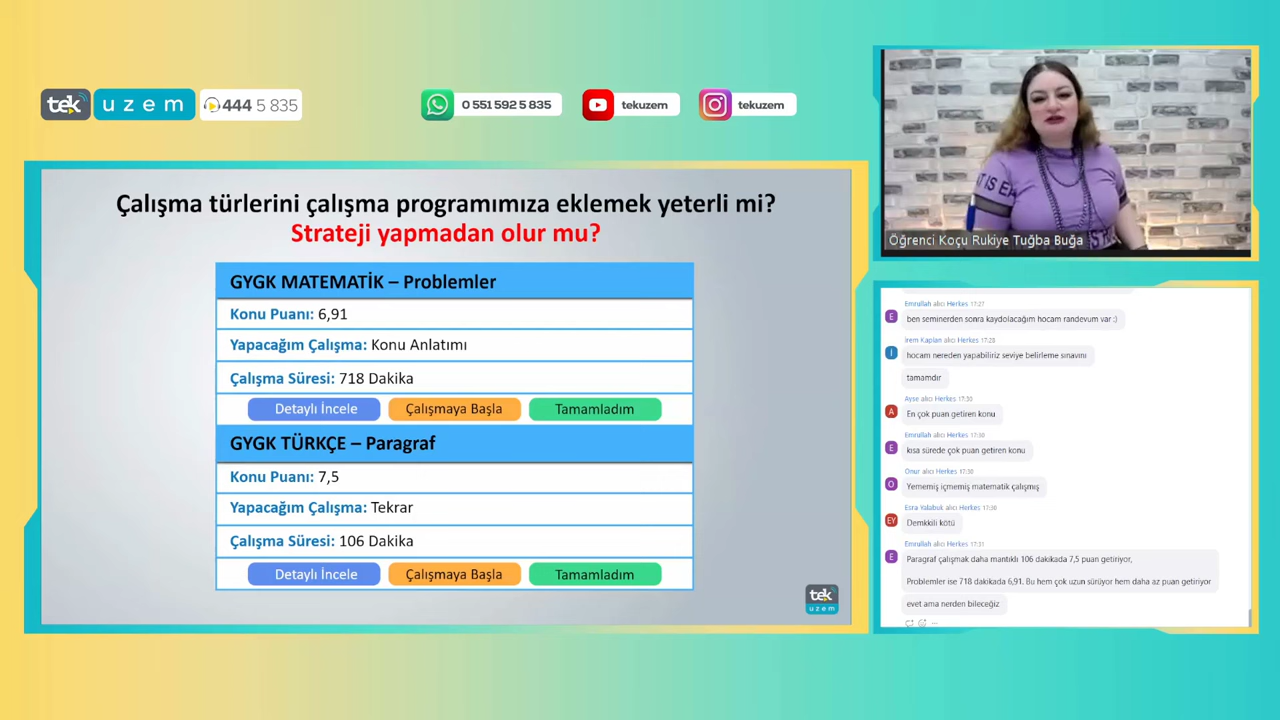 tek uzem 444 5 835
0 551 592 5 835
tekuzem
tekuzem
Çalışma türlerini çalışma programımıza eklemek yeterli mi?
Strateji yapmadan olur mu?
GYGK MATEMATİK – Problemler
Konu Puanı: 6,91
Yapacağım Çalışma: Konu Anlatımı
Çalışma Süresi: 718 Dakika
Detaylı İncele Çalışmaya Başla Tamamladım
GYGK TÜRKÇE – Paragraf
Konu Puanı: 7,5
Yapacağım Çalışma: Tekrar
Çalışma Süresi: 106 Dakika
Detaylı İncele Çalışmaya Başla Tamamladım
tek
uzem
Öğrenci Koçu Rukiye Tuğba Buğa
Emrullah alıcı Herkes 17:27
E
ben seminerden sonra kaydolacağım hocam randevum var :)
İrem Kaplan alıcı Herkes 17:28
İ
hocam nereden yapabiliriz seviye belirleme sınavını
tamamdır
Ayse alıcı Herkes 17:30
A
En çok puan getiren konu
Emrullah alıcı Herkes 17:30
E
kısa sürede çok puan getiren konu
Onur alıcı Herkes 17:30
O
Yememiş içmemiş matematik çalışmış
Esra Yalabuk alıcı Herkes 17:30
EY
Demkkili kötü
Emrullah alıcı Herkes 17:31
E
Paragraf çalışmak daha mantıklı 106 dakikada 7,5 puan getiriyor,
Problemler ise 718 dakikada 6,91. Bu hem çok uzun sürüyor hem daha az puan getiriyor
evet ama nerden bileceğiz